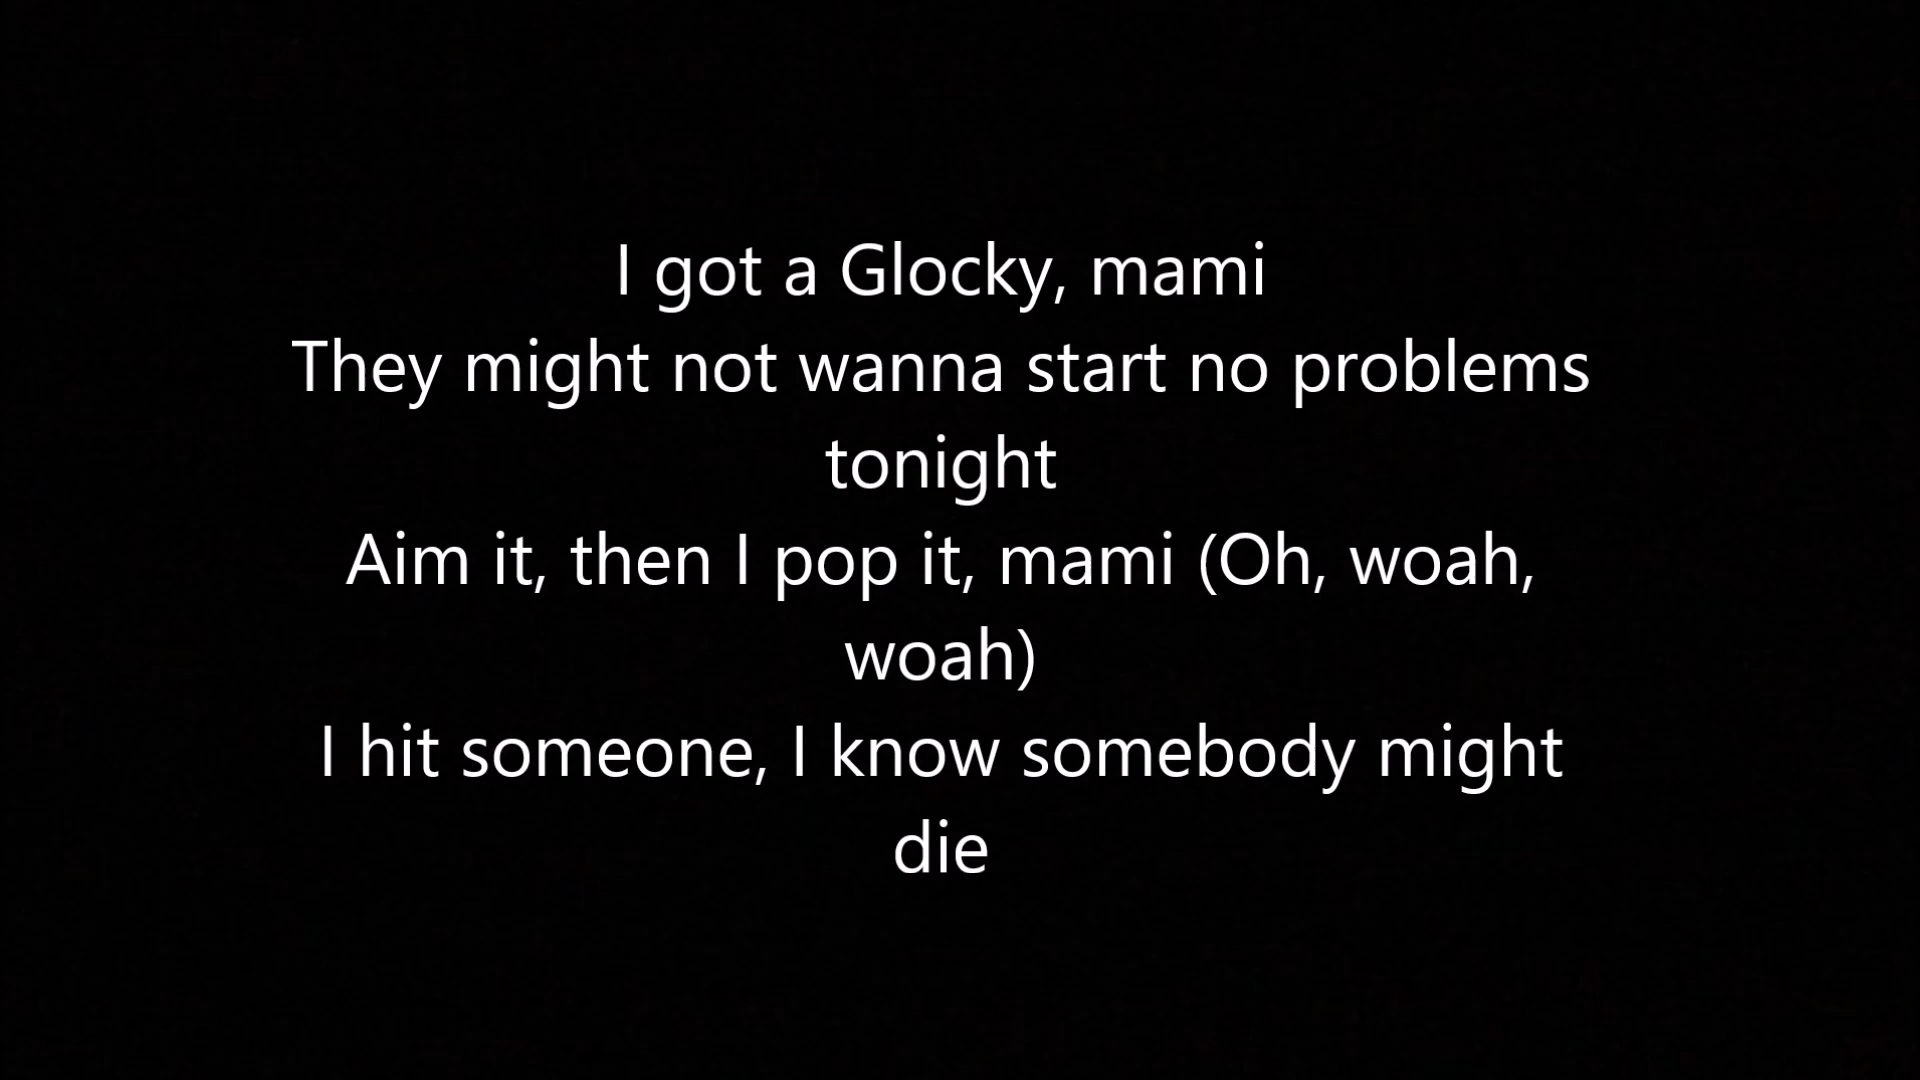 I got a Glocky, mami
They might not wanna start no problems
tonight
Aim it, then I pop it, mami (Oh, woah,
woah)
I hit someone, I know somebody might
die